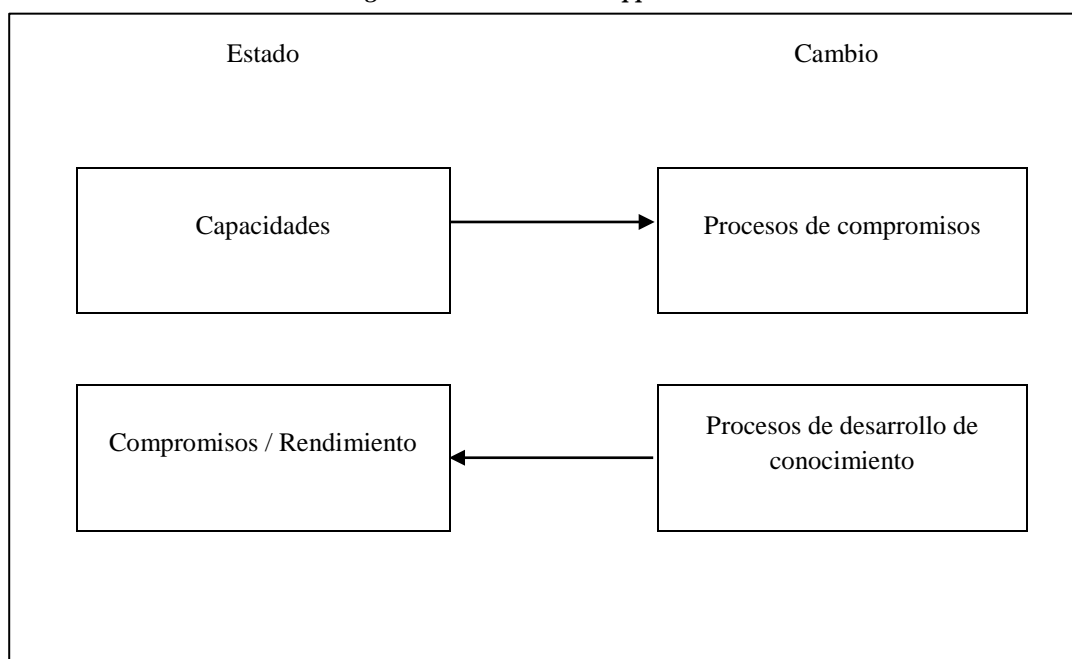 Estado Cambio
Capacidades
Procesos de compromisos
Compromisos / Rendimiento
Procesos de desarrollo de
conocimiento